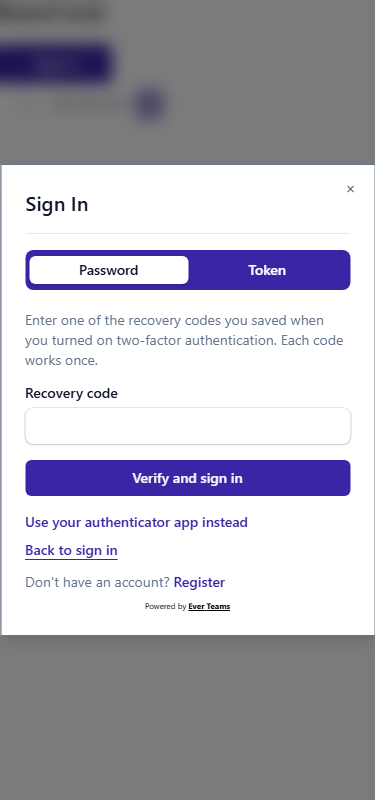 ×
Sign In
Password
Token
Enter one of the recovery codes you saved when
you turned on two-factor authentication. Each code
works once.
Recovery code
Verify and sign in
Use your authenticator app instead
Back to sign in
Don't have an account? Register
Powered by Ever Teams